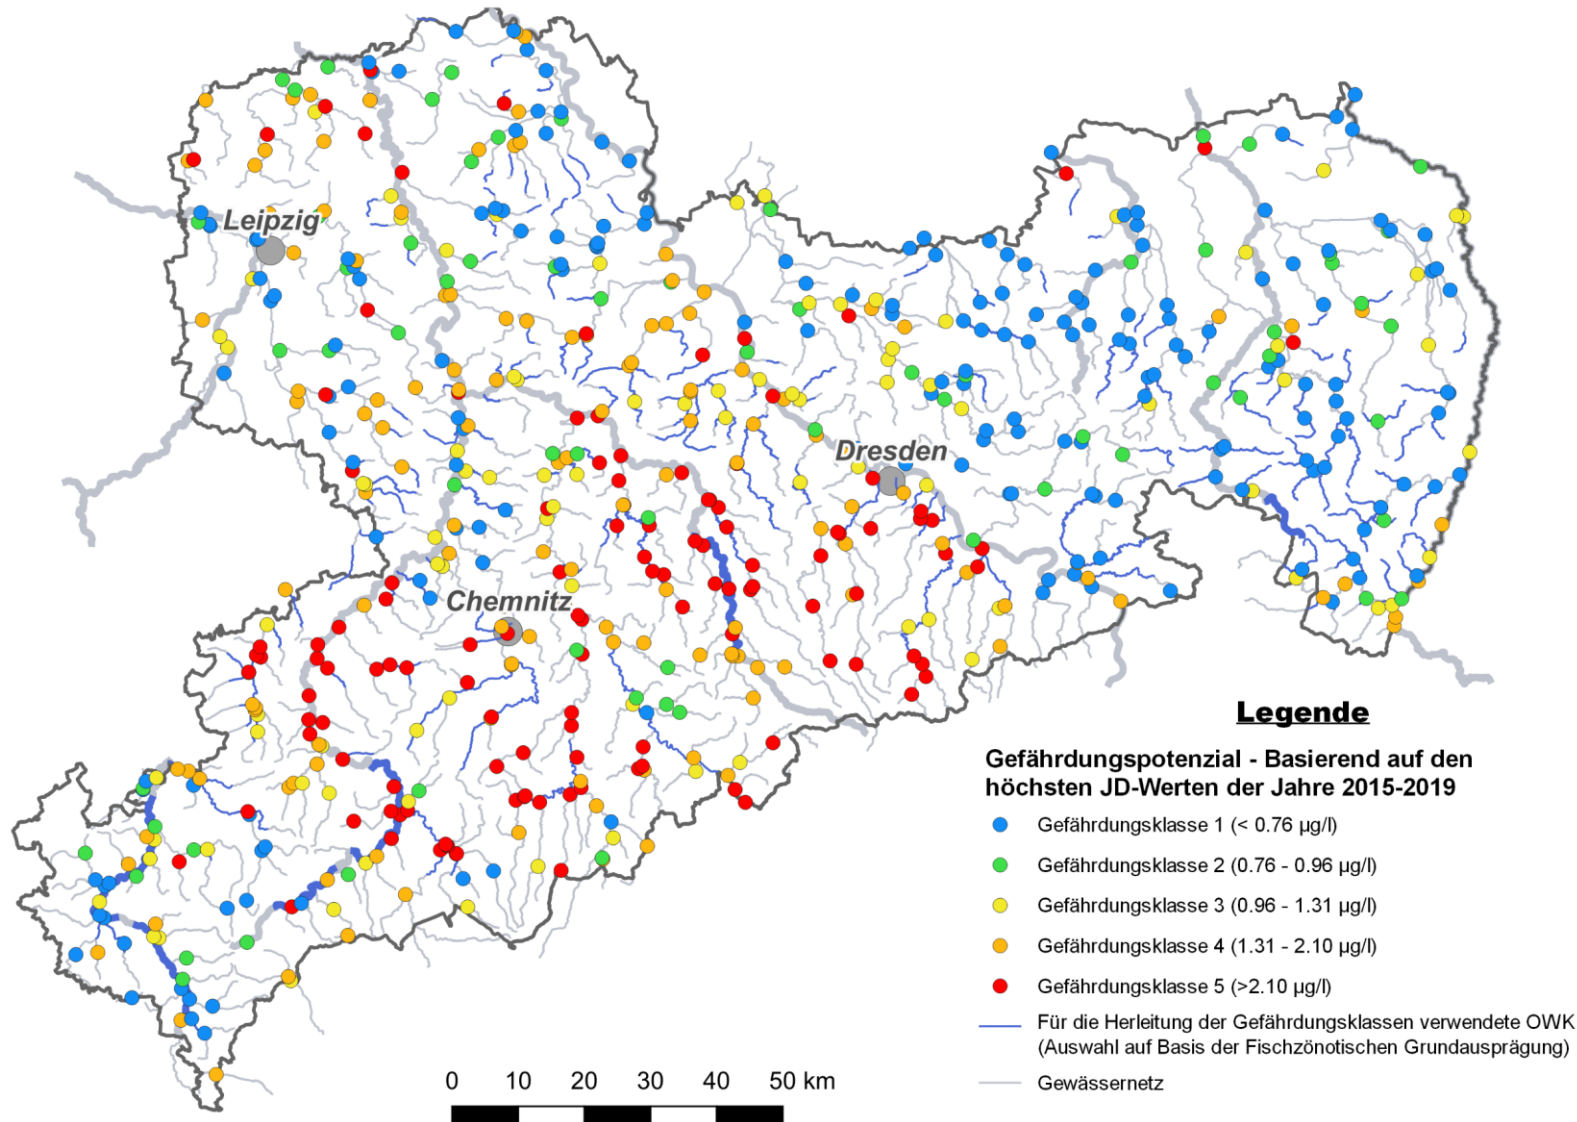 Leipzig
Dresden
Chemnitz
Legende
Gefährdungspotenzial - Basierend auf den
höchsten JD-Werten der Jahre 2015-2019
Gefährdungsklasse 1 (< 0.76 µg/l)
Gefährdungsklasse 2 (0.76 - 0.96 µg/l)
Gefährdungsklasse 3 (0.96 - 1.31 µg/l)
Gefährdungsklasse 4 (1.31 - 2.10 µg/l)
Gefährdungsklasse 5 (>2.10 µg/l)
Für die Herleitung der Gefährdungsklassen verwendete OWK
(Auswahl auf Basis der Fischzönotischen Grundausprägung)
Gewässernetz
0 10 20 30 40 50 km